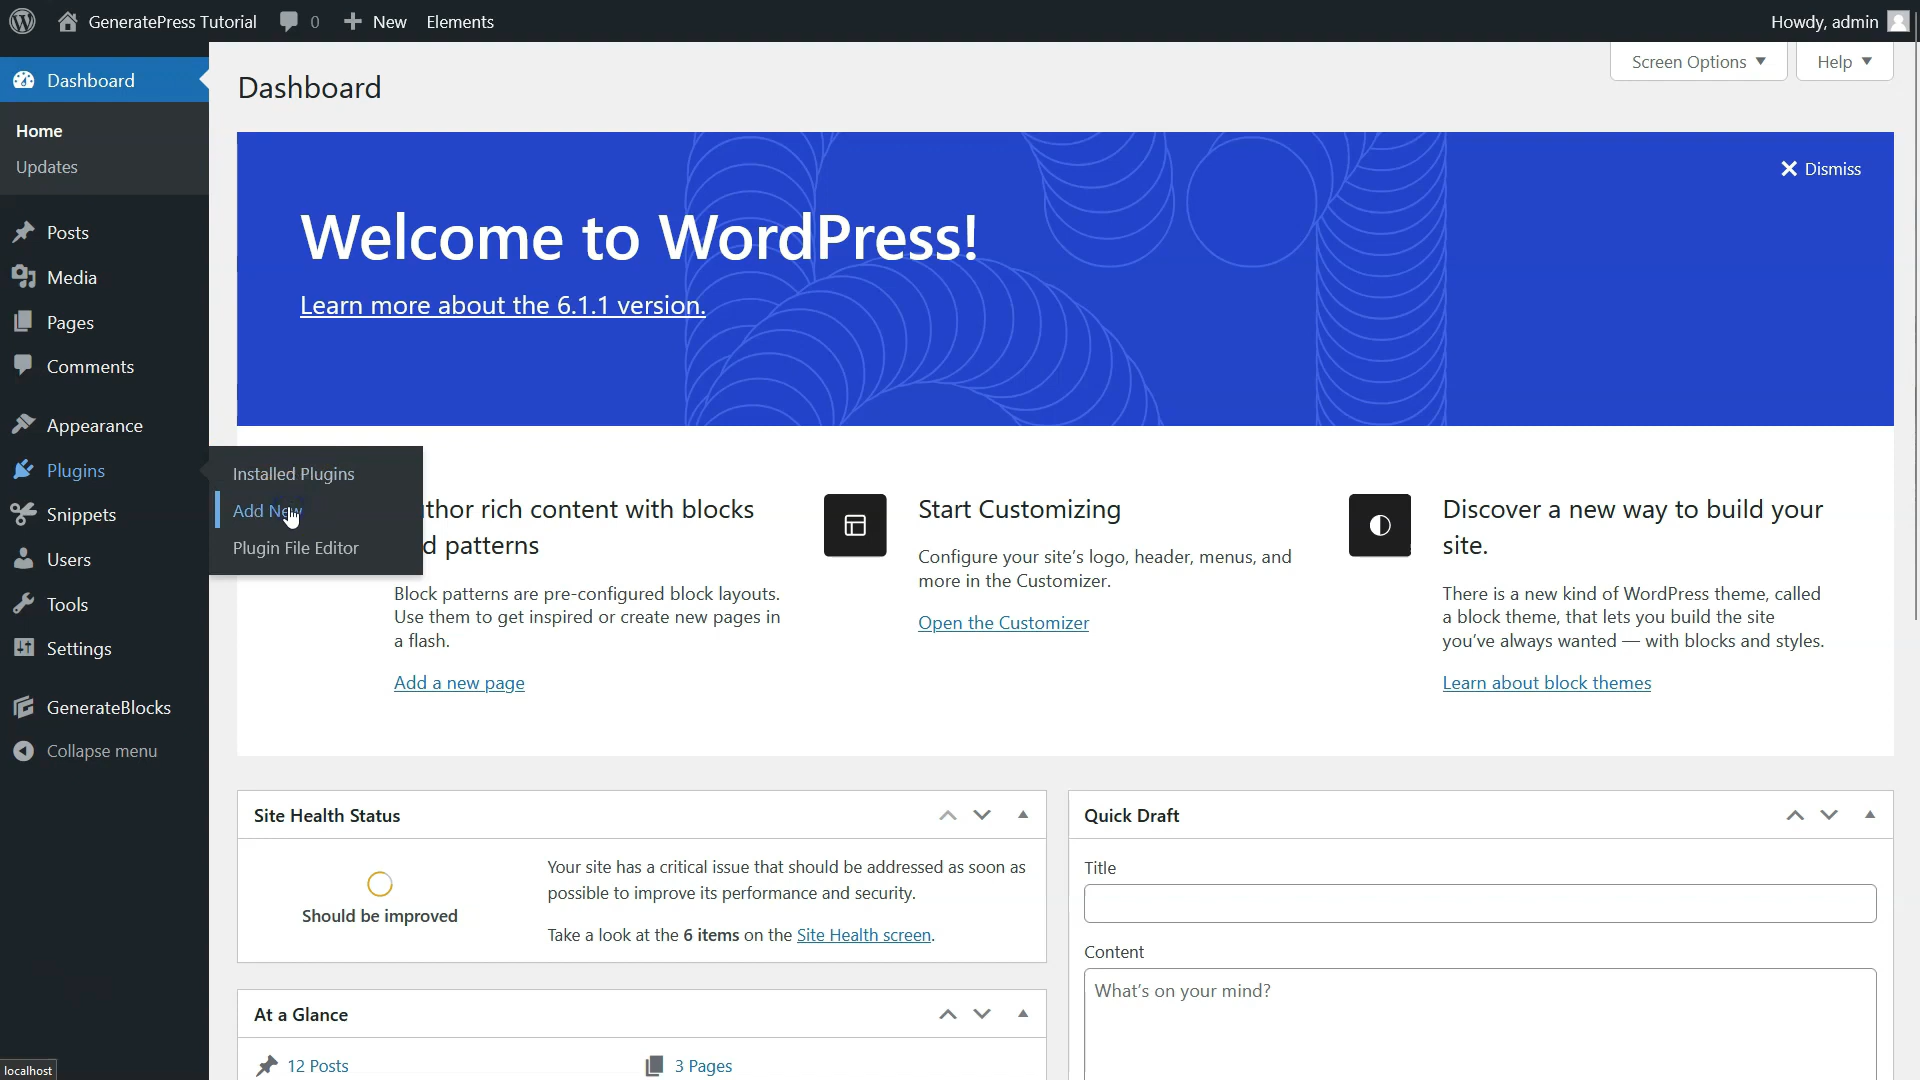 GeneratePress Tutorial 0 New Elements Howdy, admin
Screen Options Help
Dashboard
Home
Updates
Posts
Media
Pages
Comments
Appearance
Plugins
Snippets
Users
Tools
Settings
GenerateBlocks
Collapse menu
Installed Plugins
Add New
Plugin File Editor
Dashboard
Dismiss
Welcome to WordPress!
Learn more about the 6.1.1 version.
thor rich content with blocks
d patterns
Block patterns are pre-configured block layouts.
Use them to get inspired or create new pages in
a flash.
Add a new page
Start Customizing
Configure your site's logo, header, menus, and
more in the Customizer.
Open the Customizer
Discover a new way to build your
site.
There is a new kind of WordPress theme, called
a block theme, that lets you build the site
you've always wanted — with blocks and styles.
Learn about block themes
Site Health Status
Should be improved
Your site has a critical issue that should be addressed as soon as
possible to improve its performance and security.
Take a look at the 6 items on the Site Health screen.
At a Glance
12 Posts
3 Pages
Quick Draft
Title
Content
What's on your mind?
localhost